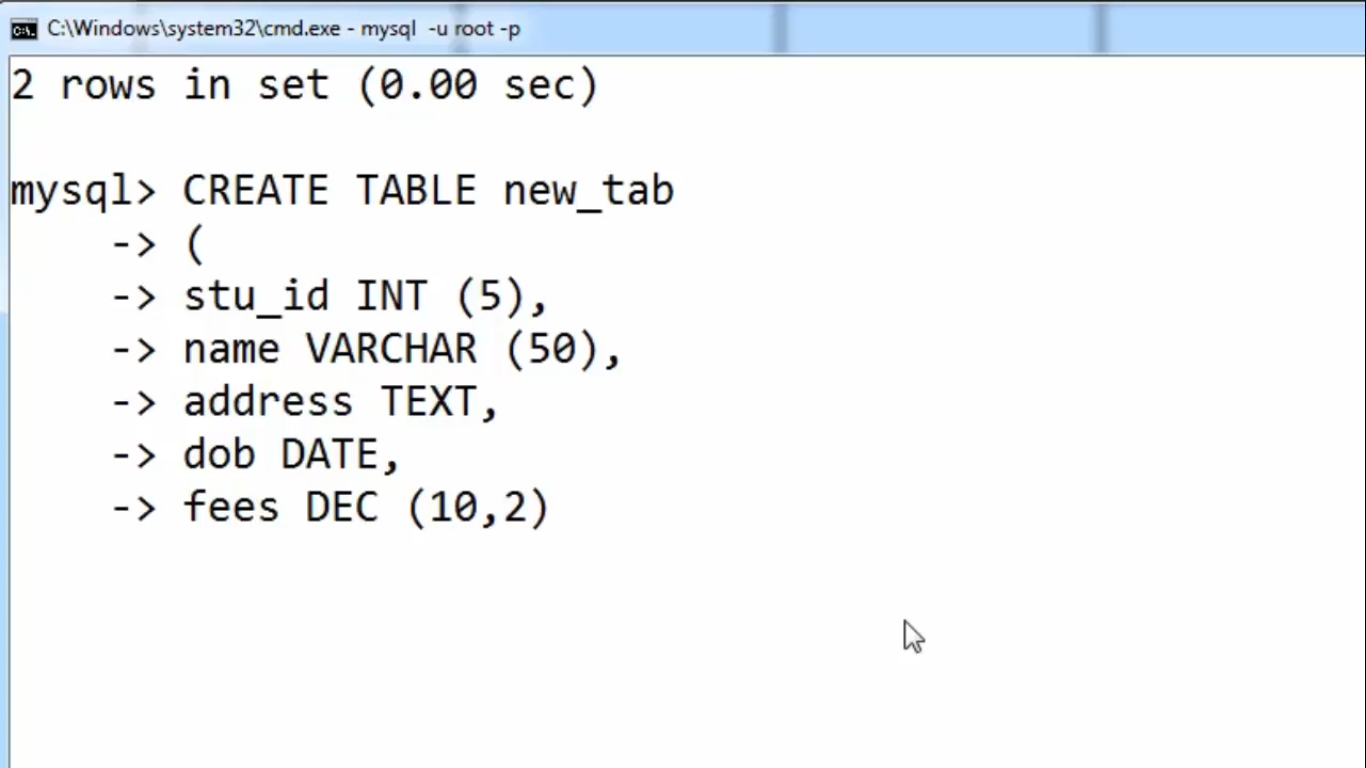 C:\Windows\system32\cmd.exe - mysql  -u root -p
2 rows in set (0.00 sec)
mysql> CREATE TABLE new_tab
    -> (
    -> stu_id INT (5),
    -> name VARCHAR (50),
    -> address TEXT,
    -> dob DATE,
    -> fees DEC (10,2)